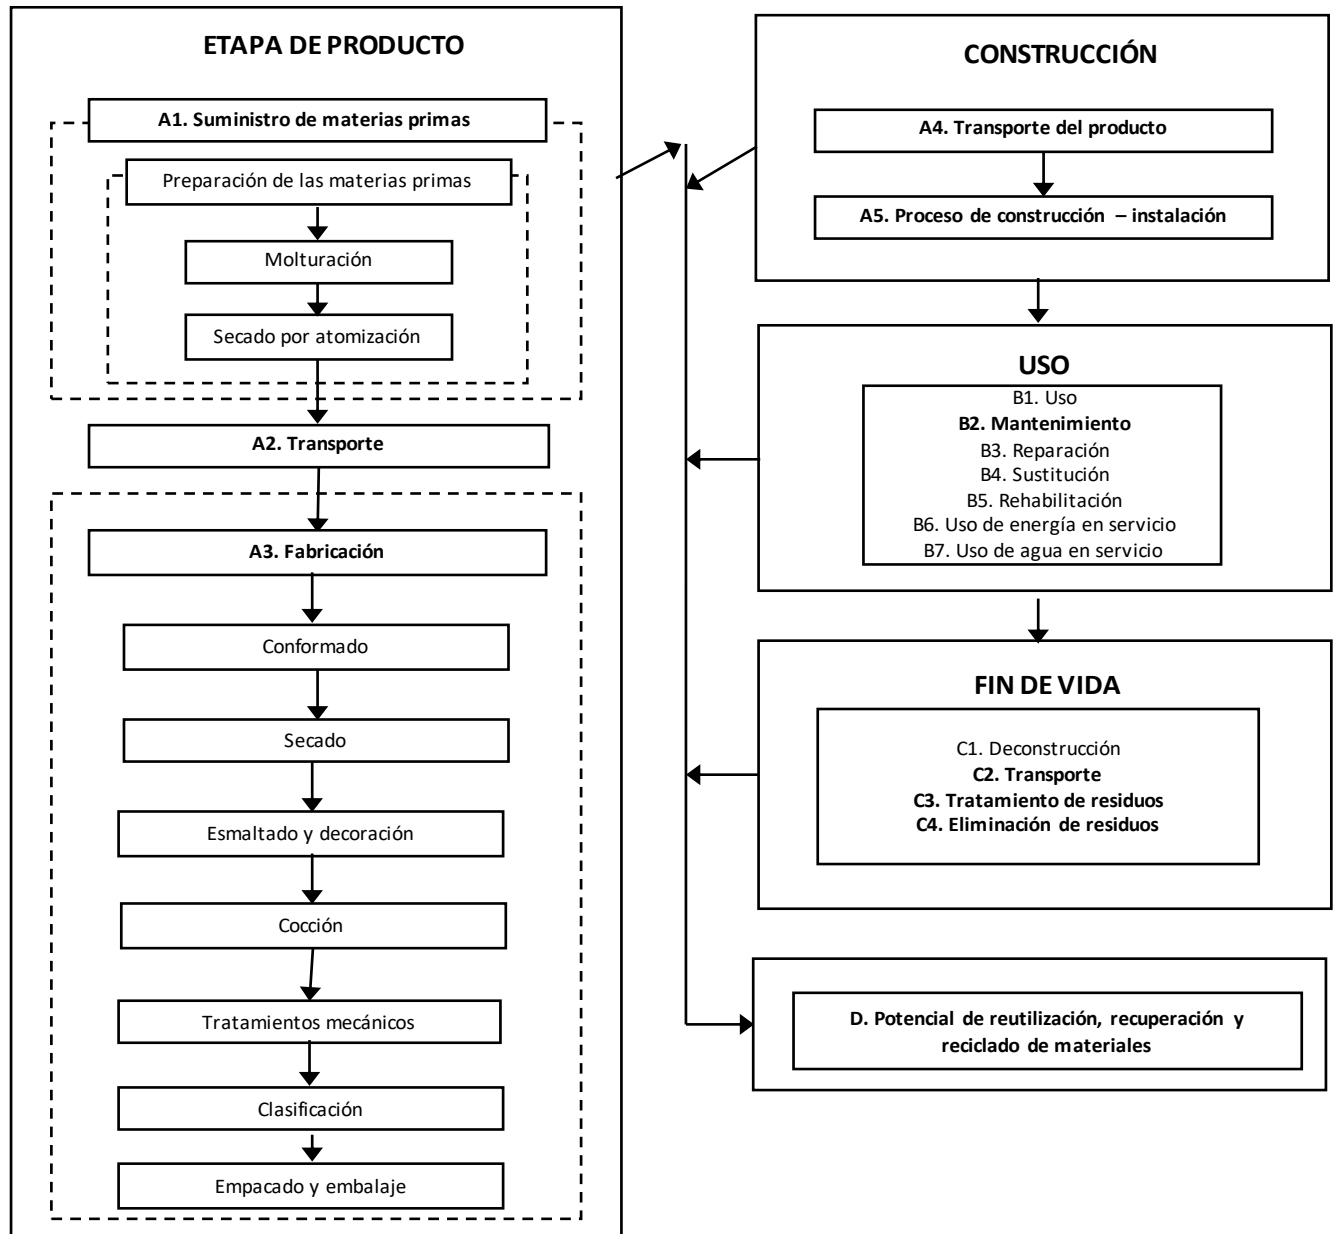 ETAPA DE PRODUCTO
A1. Suministro de materias primas
Preparación de las materias primas
Molturación
Secado por atomización
A2. Transporte
A3. Fabricación
Conformado
Secado
Esmaltado y decoración
Cocción
Tratamientos mecánicos
Clasificación
Empacado y embalaje
CONSTRUCCIÓN
A4. Transporte del producto
A5. Proceso de construcción – instalación
USO
B1. Uso
B2. Mantenimiento
B3. Reparación
B4. Sustitución
B5. Rehabilitación
B6. Uso de energía en servicio
B7. Uso de agua en servicio
FIN DE VIDA
C1. Deconstrucción
C2. Transporte
C3. Tratamiento de residuos
C4. Eliminación de residuos
D. Potencial de reutilización, recuperación y
reciclado de materiales